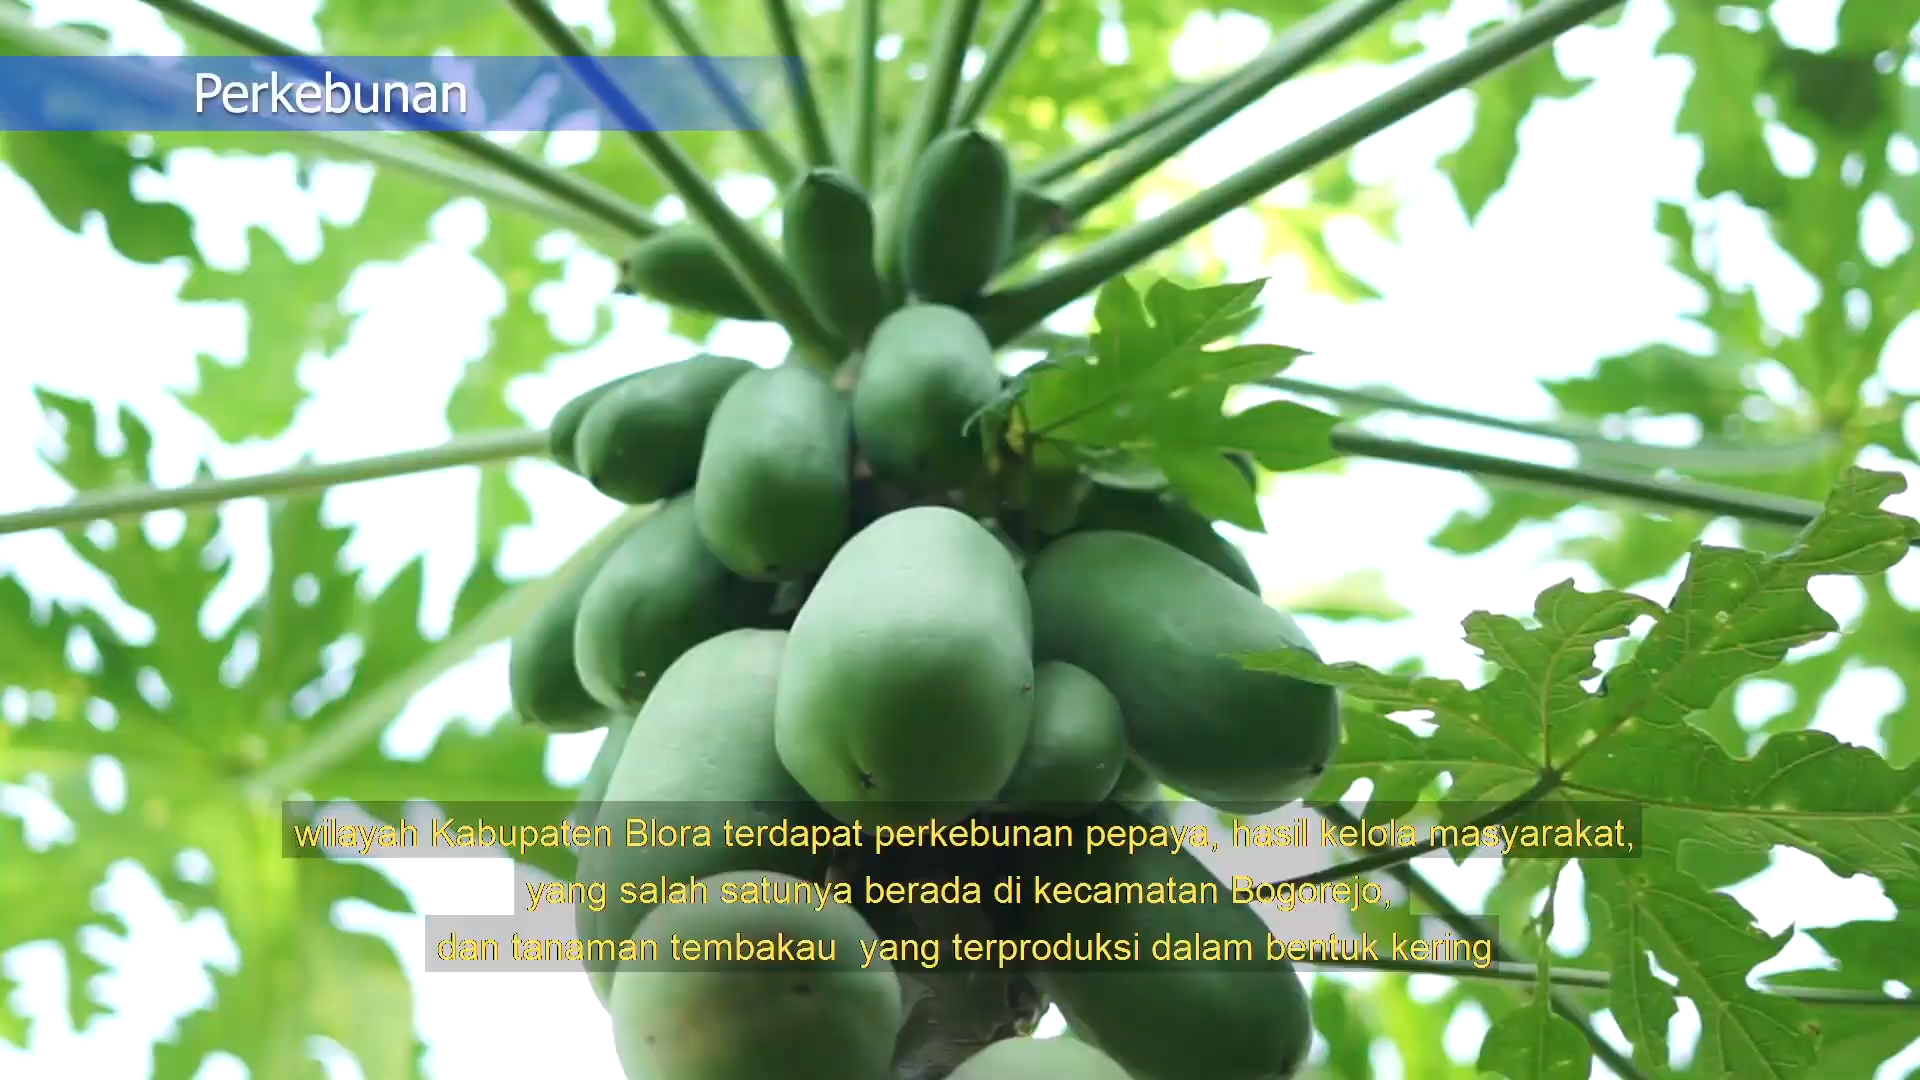 Perkebunan
wilayah Kabupaten Blora terdapat perkebunan pepaya, hasil kelola masyarakat,
yang salah satunya berada di kecamatan Bogorejo,
dan tanaman tembakau  yang terproduksi dalam bentuk kering